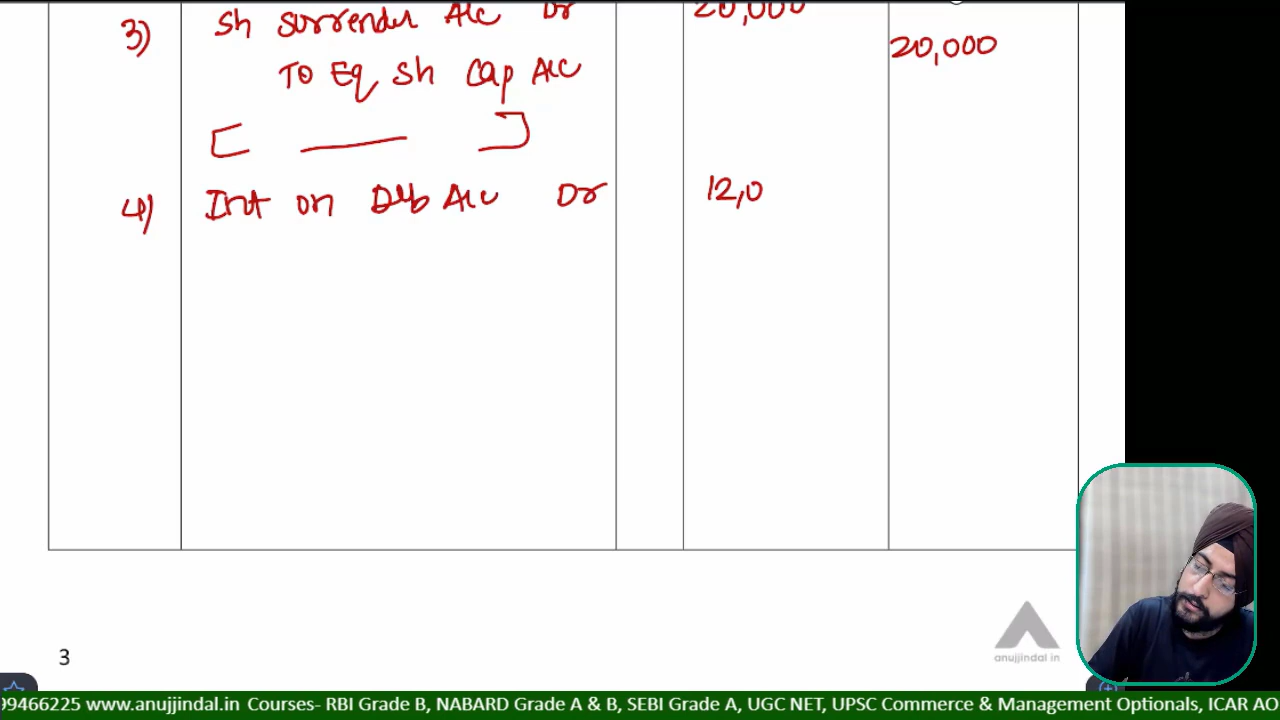 3) Sh surrender A/c Dr 20,000
To Eq Sh Cap A/c 20,000
4) Int on Deb A/c Dr 12,0
anujjindal.in
3
99466225 www.anujjindal.in Courses- RBI Grade B, NABARD Grade A & B, SEBI Grade A, UGC NET, UPSC Commerce & Management Optionals, ICAR AO